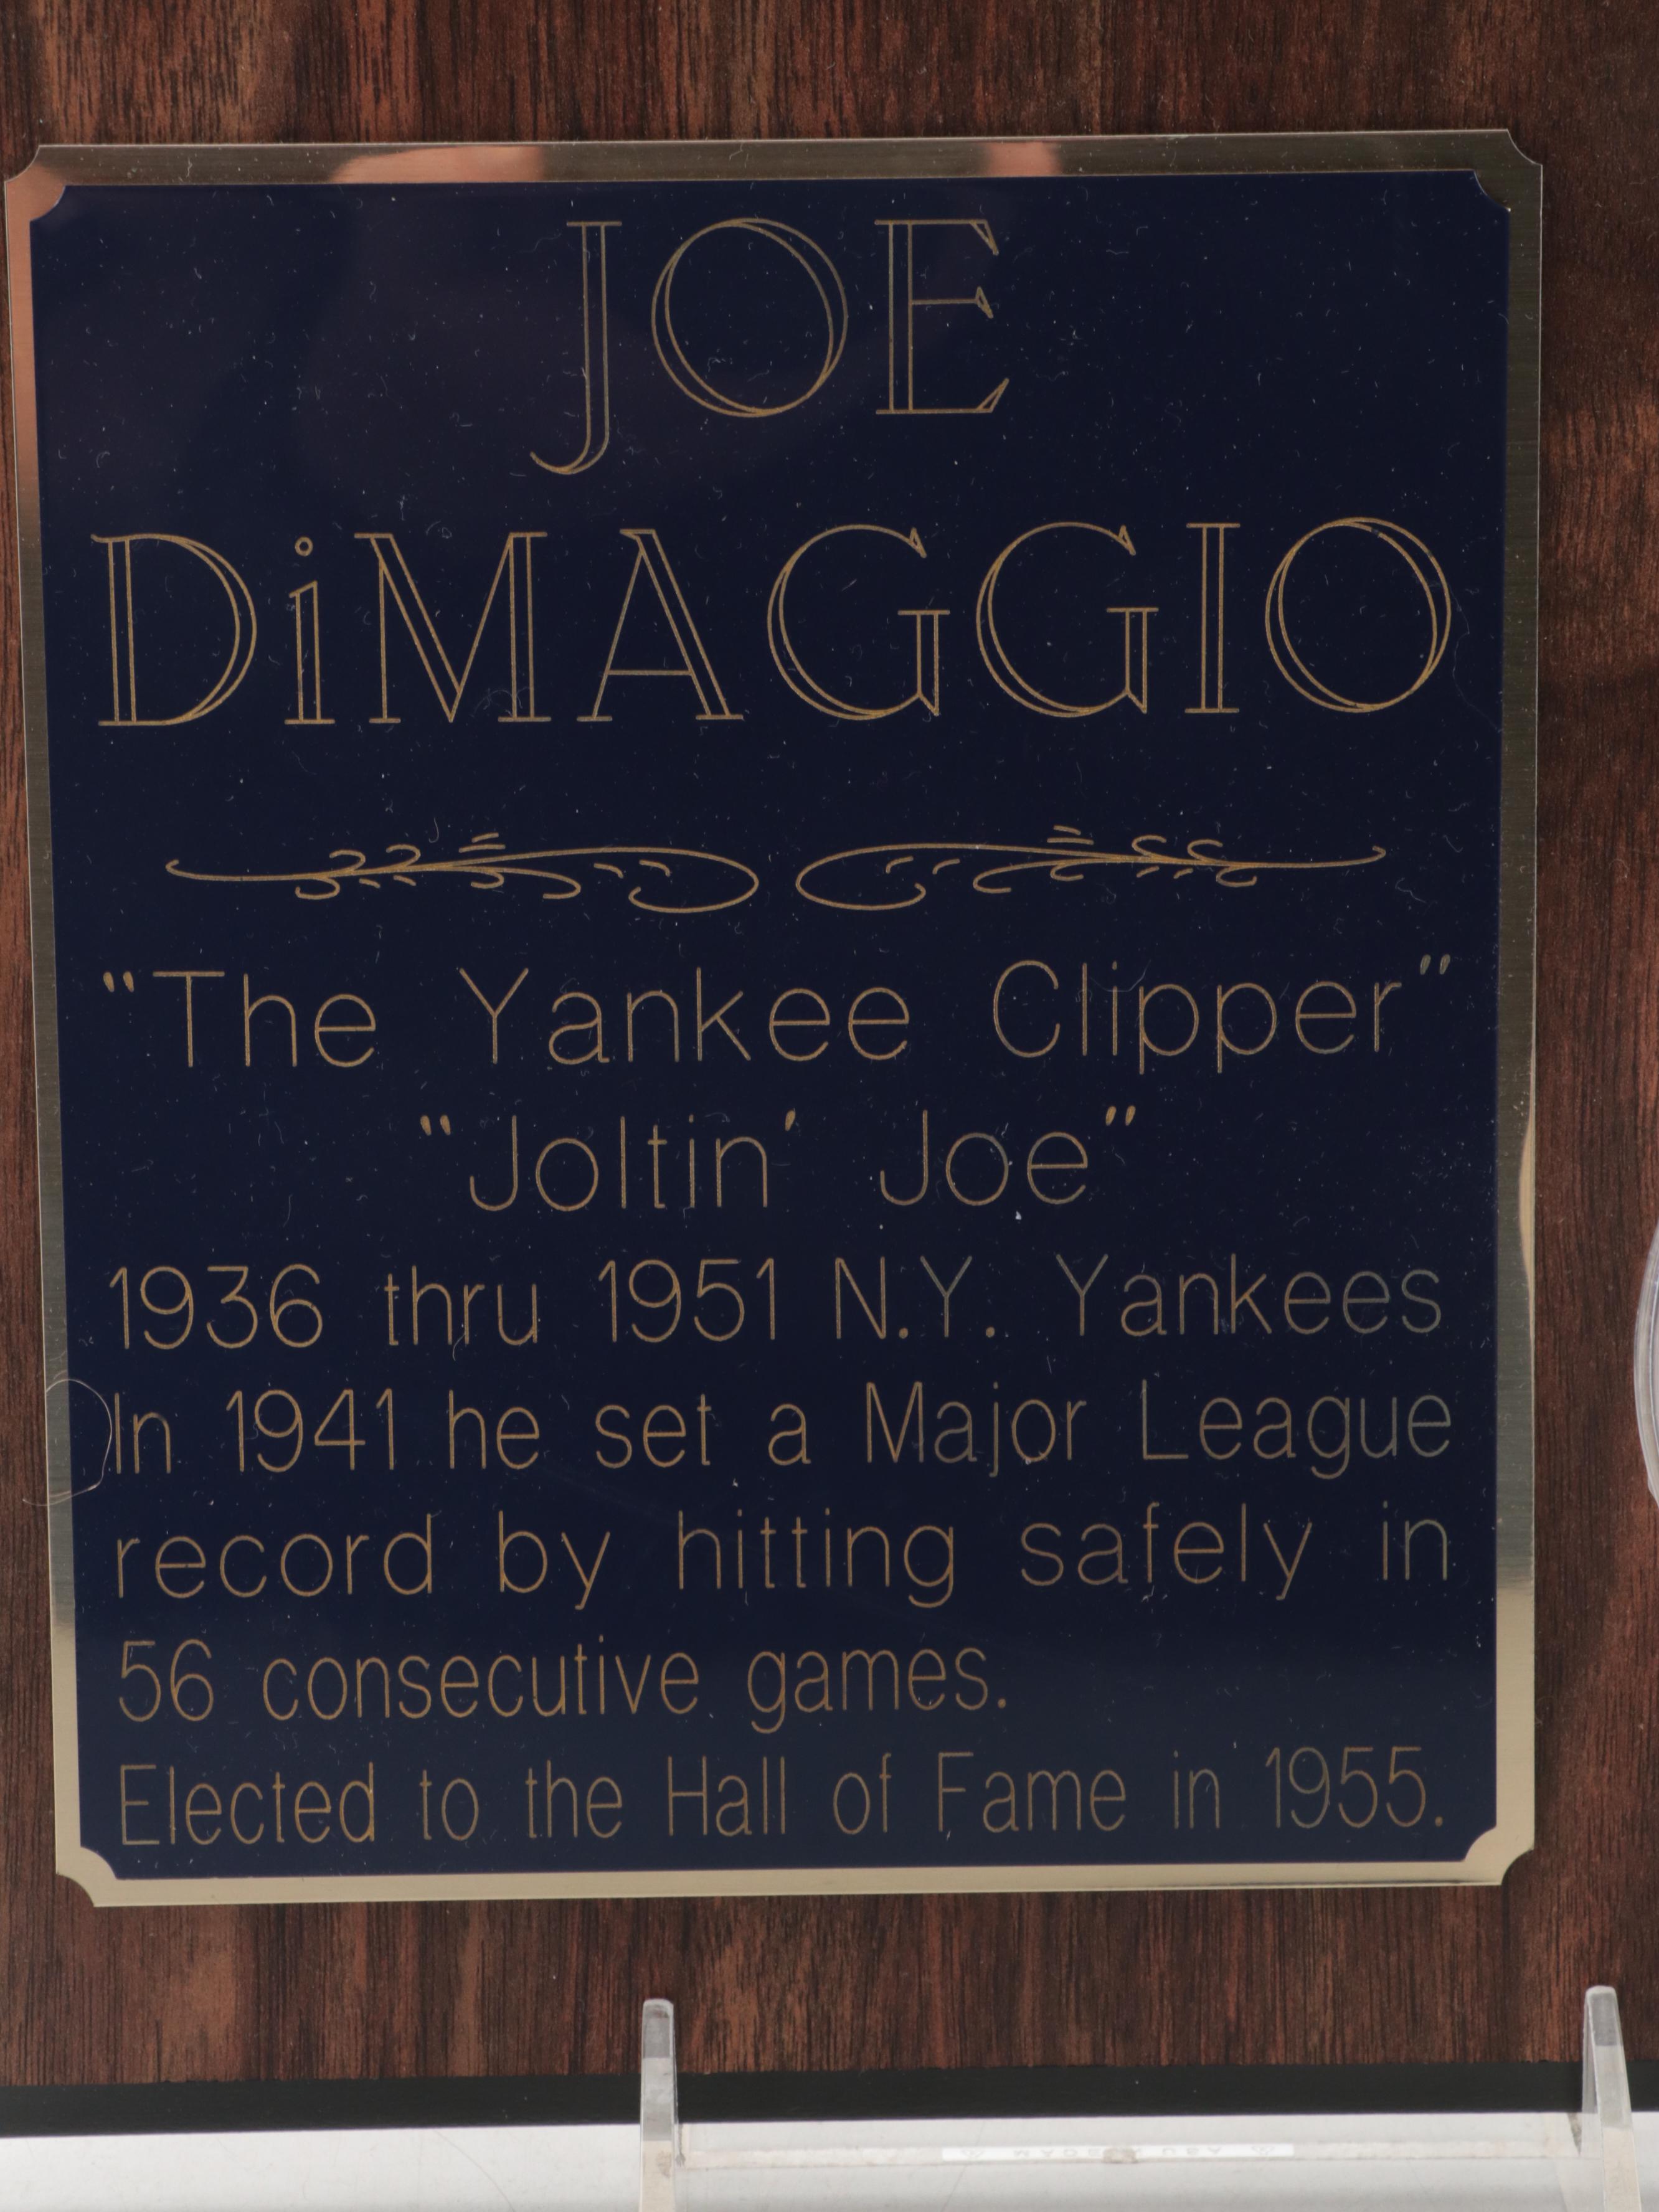 JOE
DiMAGGIO
"The Yankee Clipper"
"Joltin' Joe"
1936 thru 1951 N.Y. Yankees
In 1941 he set a Major League
record by hitting safely in
56 consecutive games.
Elected to the Hall of Fame in 1955.